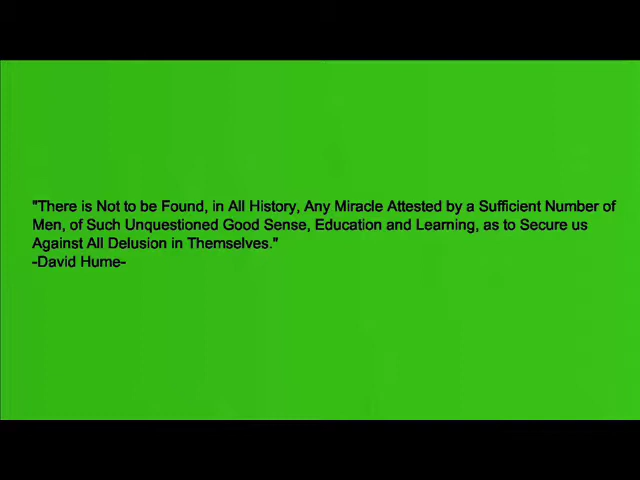 "There is Not to be Found, in All History, Any Miracle Attested by a Sufficient Number of
Men, of Such Unquestioned Good Sense, Education and Learning, as to Secure us
Against All Delusion in Themselves."
-David Hume-